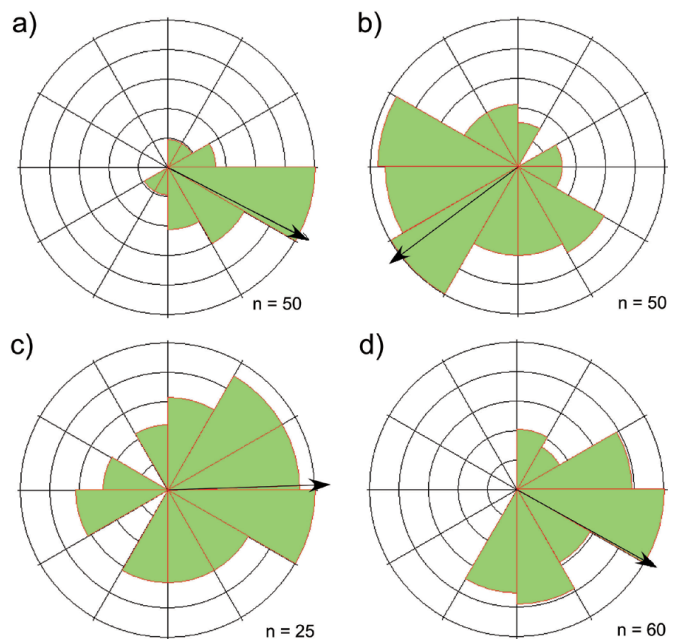 a)
b)
n = 50
n = 50
c)
d)
n = 25
n = 60